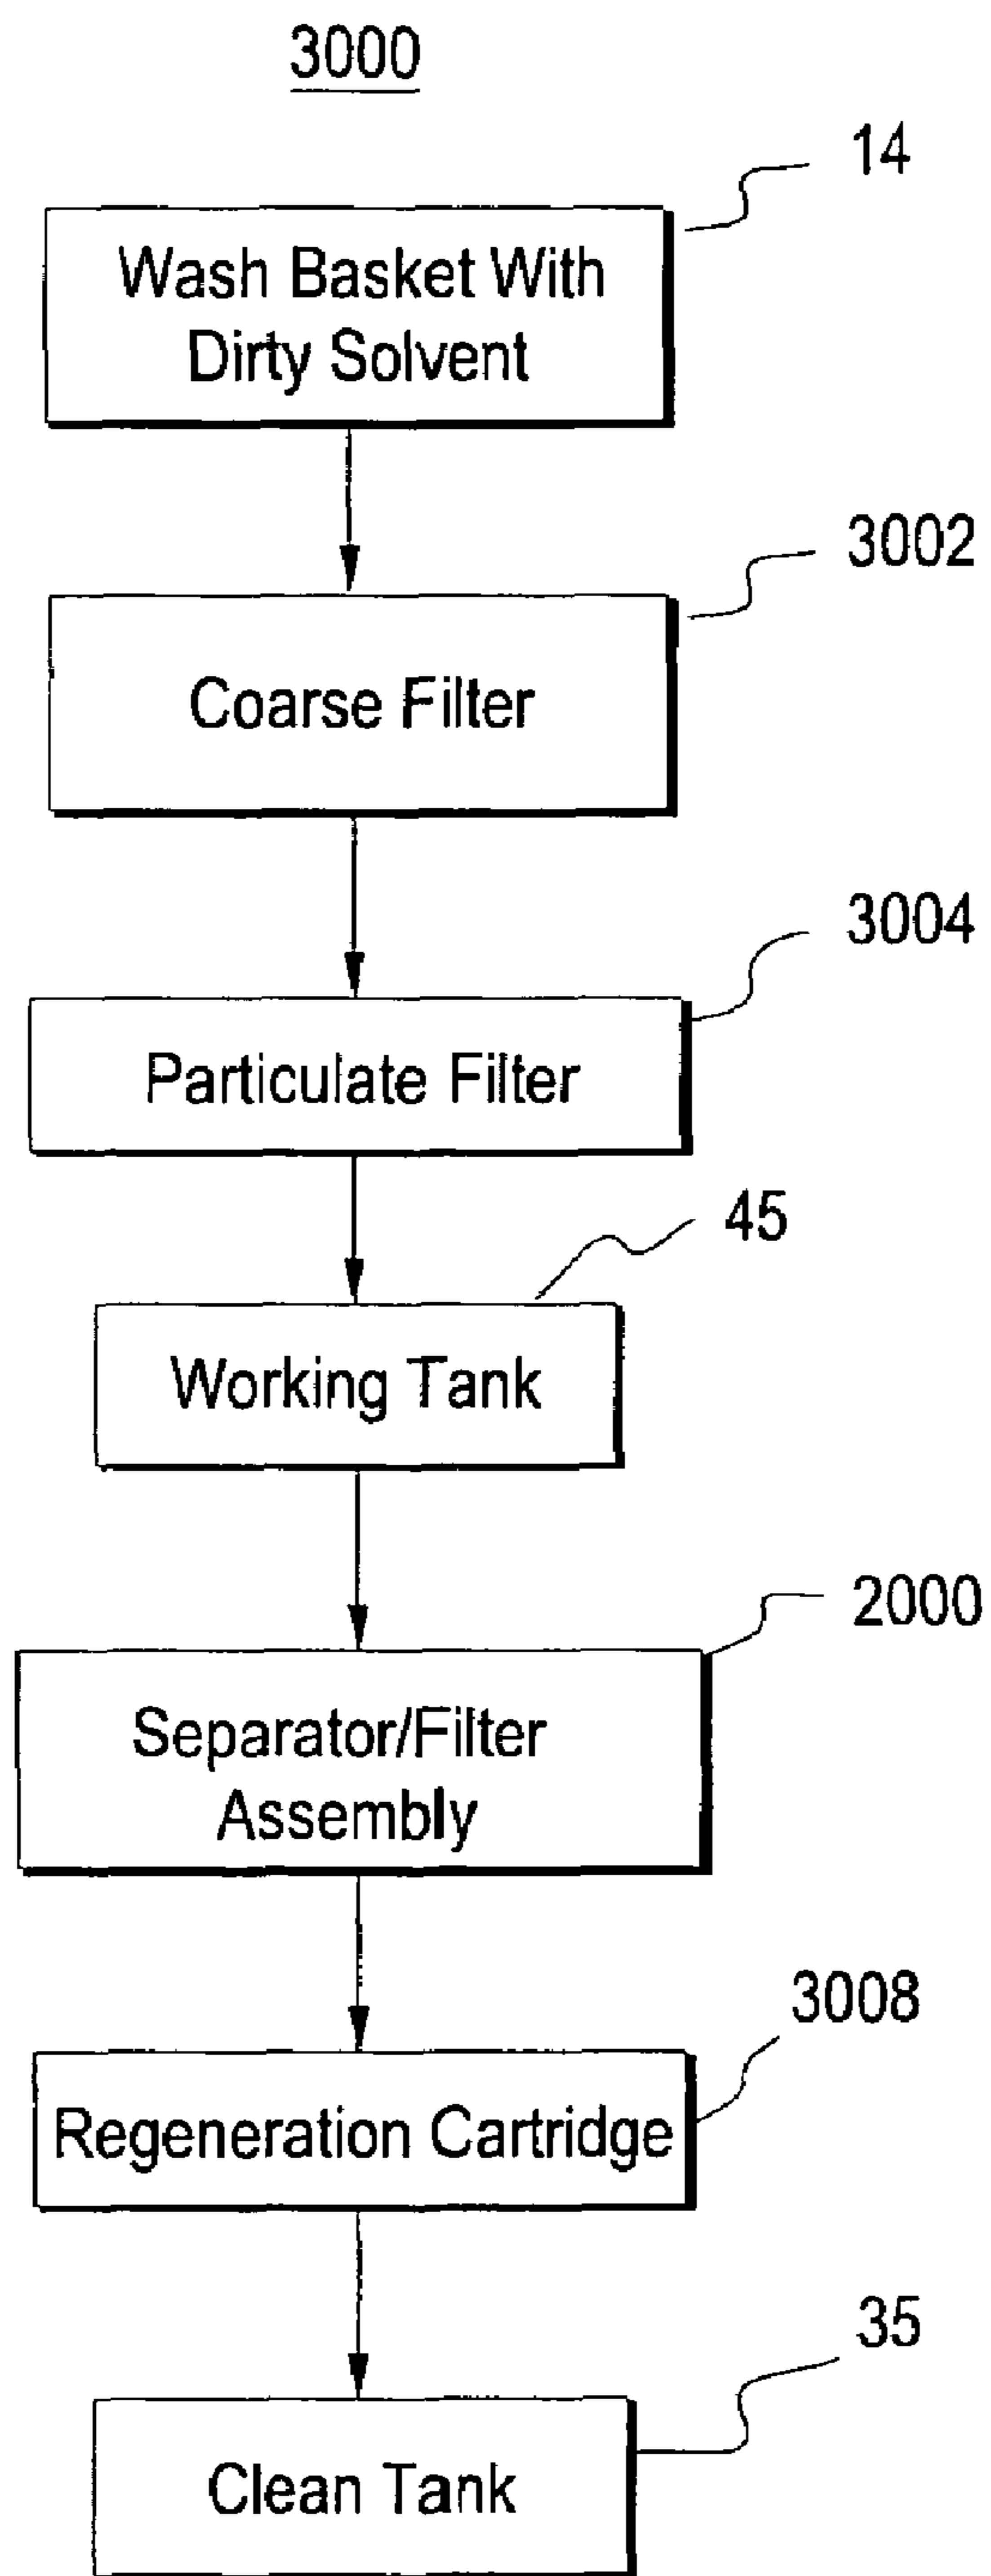 3000
14
Wash Basket With
Dirty Solvent
3002
Coarse Filter
3004
Particulate Filter
45
Working Tank
2000
Separator/Filter
Assembly
3008
Regeneration Cartridge
35
Clean Tank